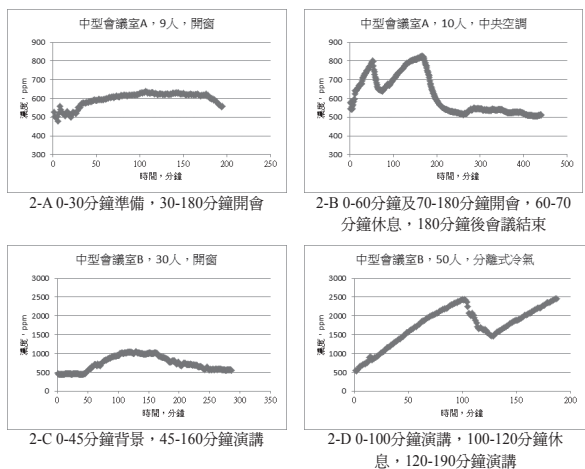 中型會議室A，9人，開窗
900
800
700
600
500
400
300
濃度，ppm
0 50 100 150 200 250
時間，分鐘
2-A 0-30分鐘準備，30-180分鐘開會
中型會議室A，10人，中央空調
900
800
700
600
500
400
300
濃度，ppm
0 100 200 300 400 500
時間，分鐘
2-B 0-60分鐘及70-180分鐘開會，60-70
分鐘休息，180分鐘後會議結束
中型會議室B，30人，開窗
3000
2500
2000
1500
1000
500
0
濃度，ppm
0 50 100 150 200 250 300 350
時間，分鐘
2-C 0-45分鐘背景，45-160分鐘演講
中型會議室B，50人，分離式冷氣
3000
2500
2000
1500
1000
500
0
濃度，ppm
0 50 100 150 200
時間，分鐘
2-D 0-100分鐘演講，100-120分鐘休
息，120-190分鐘演講